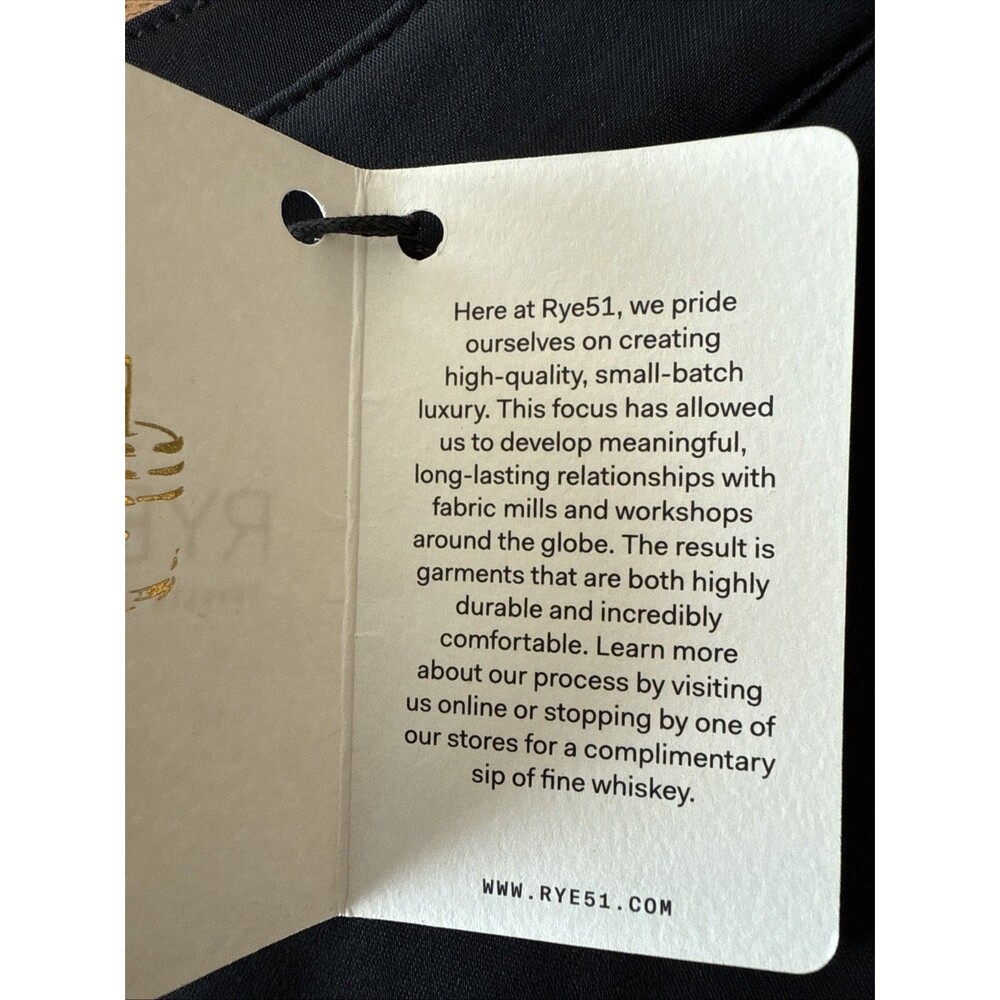 Here at Rye51, we pride
ourselves on creating
high-quality, small-batch
luxury. This focus has allowed
us to develop meaningful,
long-lasting relationships with
fabric mills and workshops
around the globe. The result is
garments that are both highly
durable and incredibly
comfortable. Learn more
about our process by visiting
us online or stopping by one of
our stores for a complimentary
sip of fine whiskey.
WWW.RYE51.COM